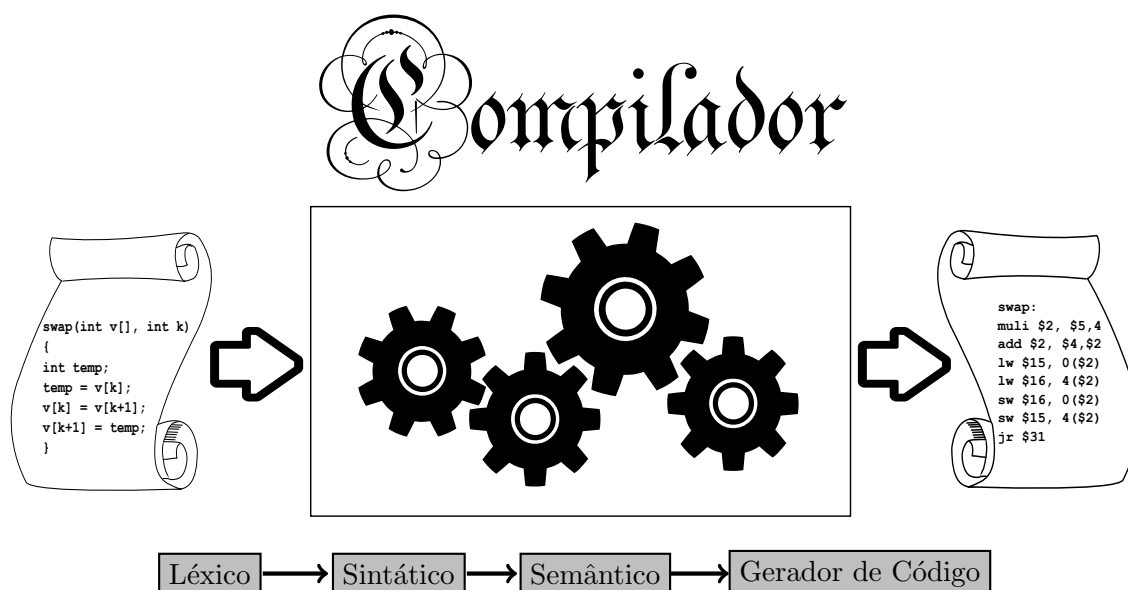 Compilador
swap(int v[], int k)
{
int temp;
temp = v[k];
v[k] = v[k+1];
v[k+1] = temp;
}
swap:
muli $2, $5,4
add $2, $4,$2
lw $15, 0($2)
lw $16, 4($2)
sw $16, 0($2)
sw $15, 4($2)
jr $31
Léxico
Sintático
Semântico
Gerador de Código